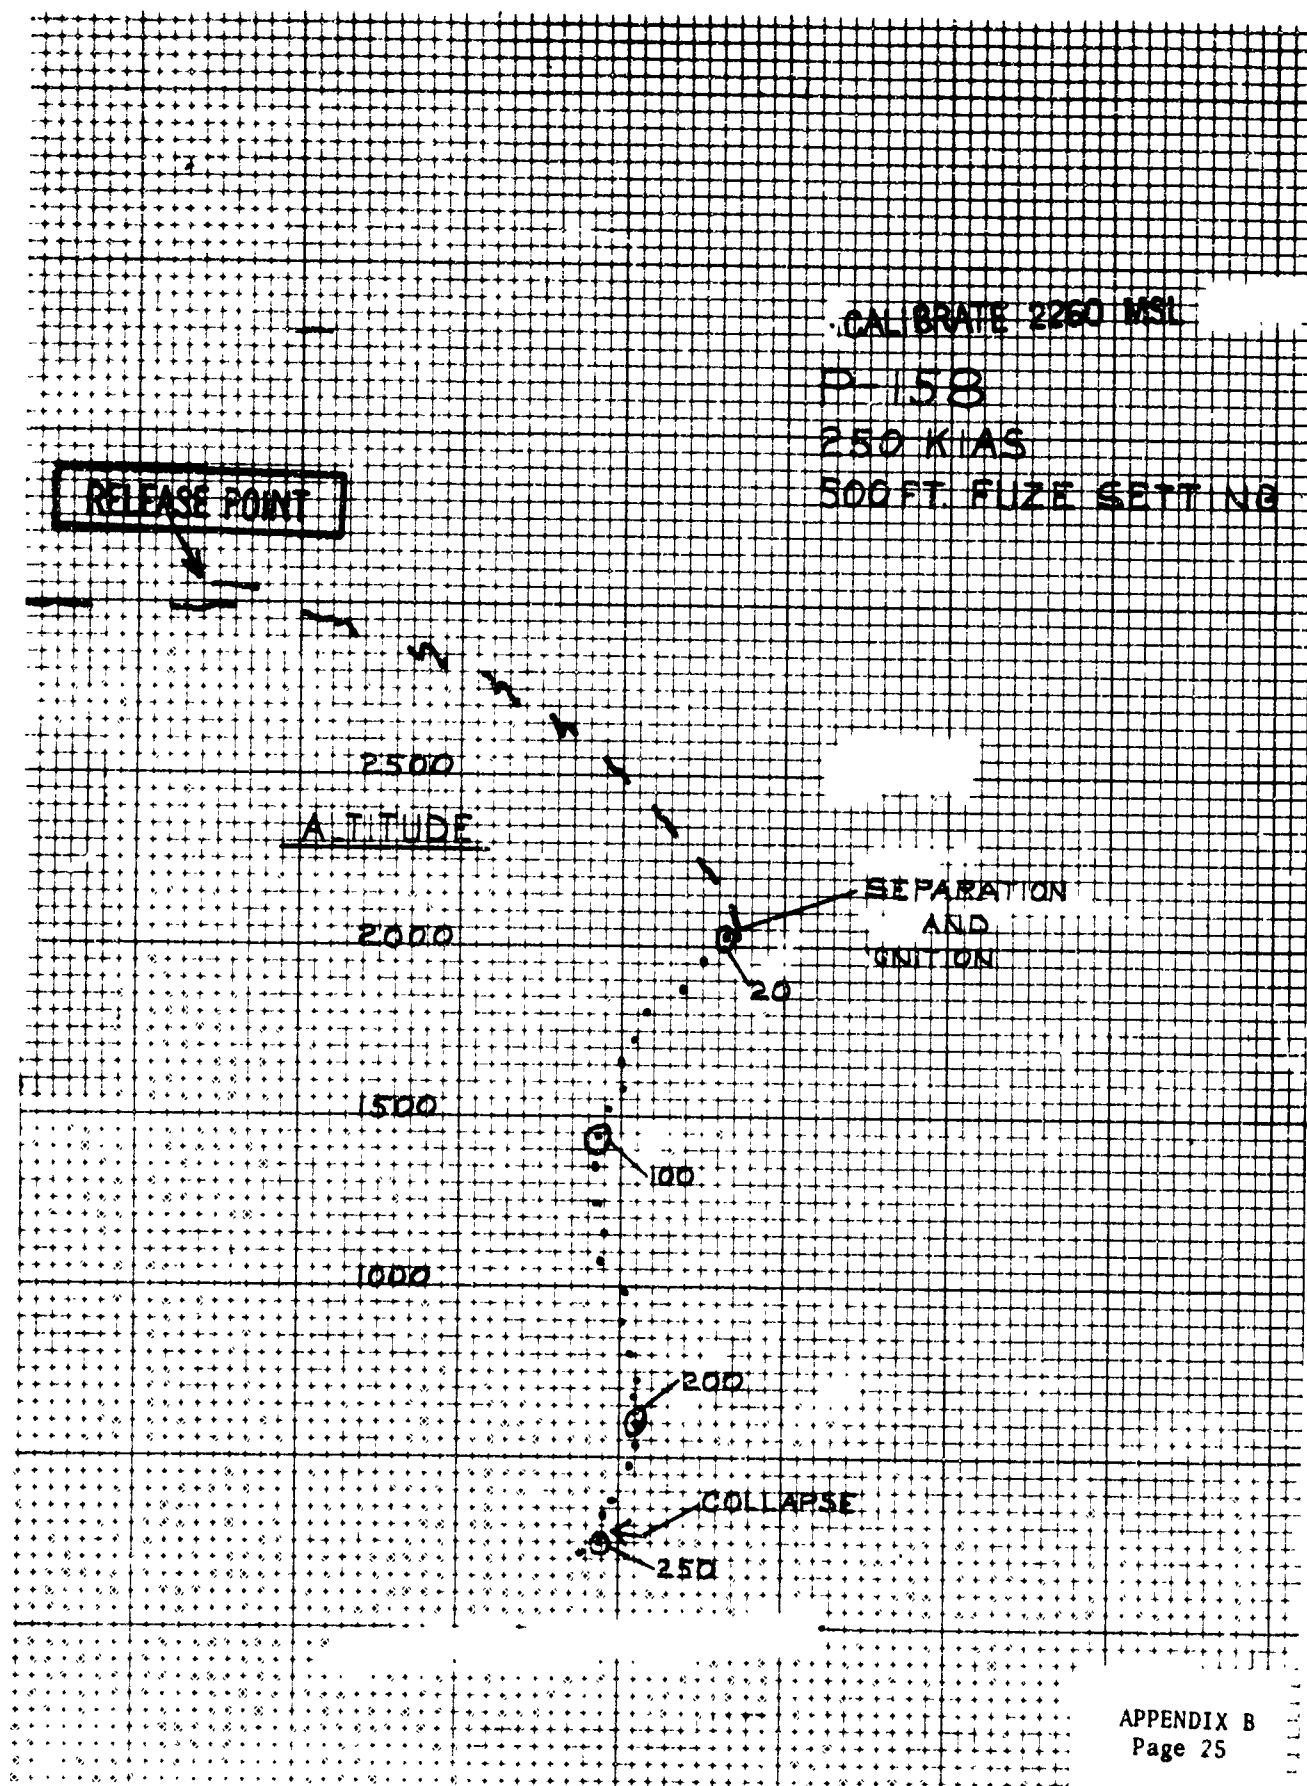 CALIBRATE 2260 MSL
P-158
250 KIAS
500 FT. FUZE SETTING
RELEASE POINT
2500
ALTITUDE
SEPARATION
AND
IGNITION
2000
20
1500
100
1000
200
COLLAPSE
250
APPENDIX B
Page 25